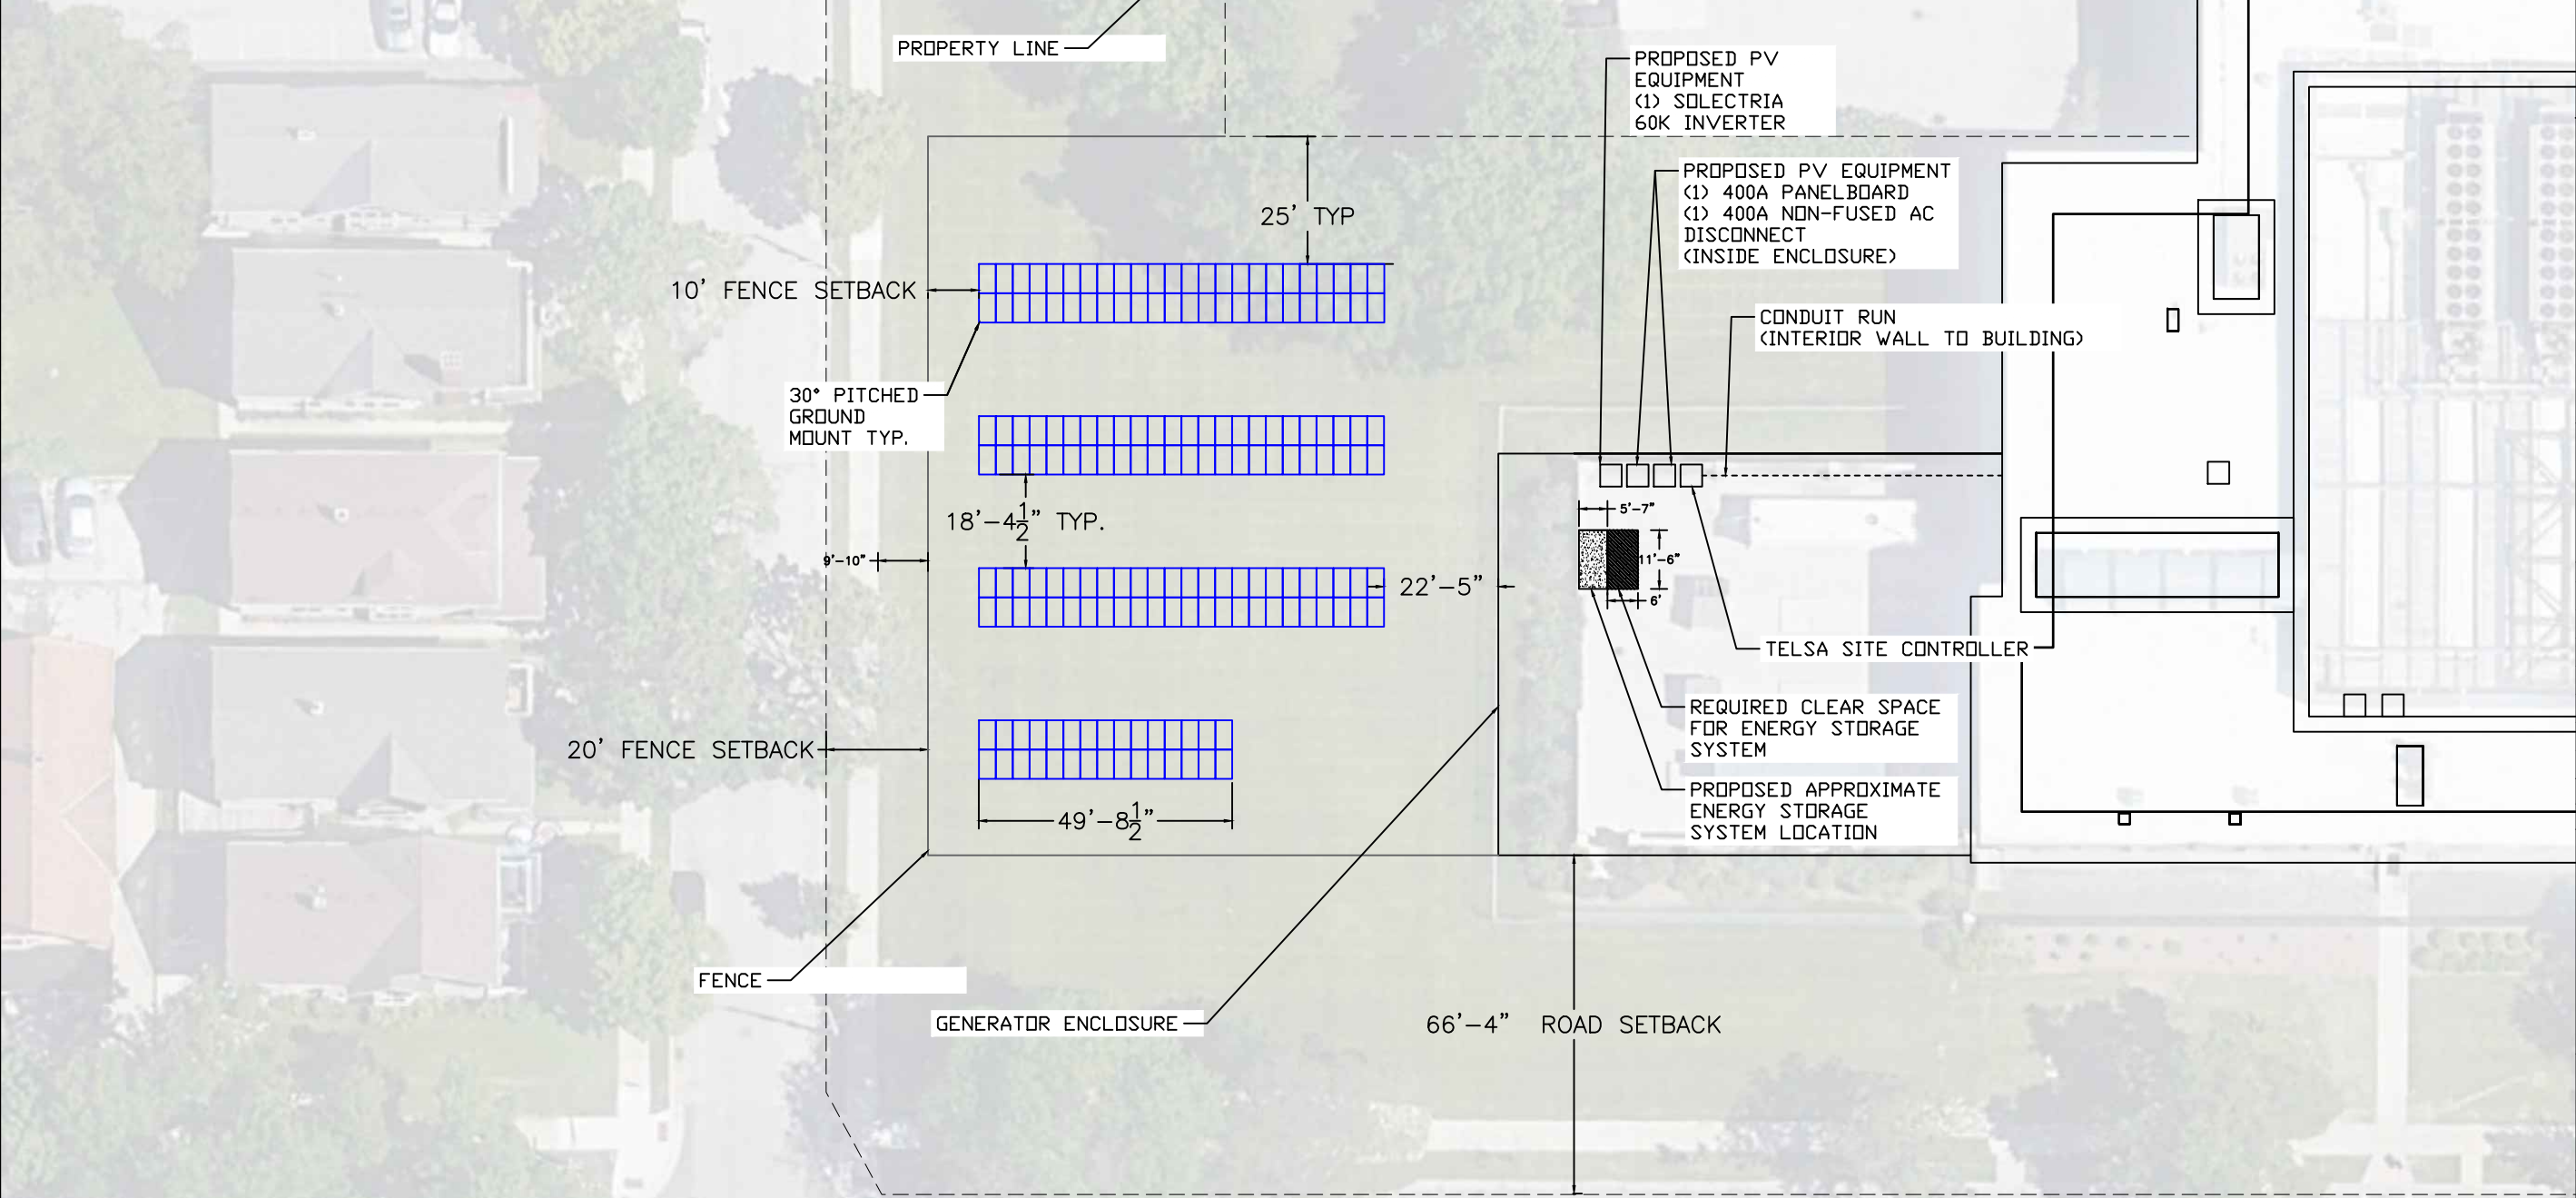 PROPERTY LINE
PROPOSED PV
EQUIPMENT
(1) SOLECTRIA
60K INVERTER
PROPOSED PV EQUIPMENT
(1) 400A PANELBOARD
(1) 400A NON-FUSED AC
DISCONNECT
(INSIDE ENCLOSURE)
25' TYP
10' FENCE SETBACK
CONDUIT RUN
(INTERIOR WALL TO BUILDING)
30° PITCHED
GROUND
MOUNT TYP.
18'-4 1/2" TYP.
5'-7"
9'-10"
11'-6"
22'-5"
6'
TELSA SITE CONTROLLER
REQUIRED CLEAR SPACE
FOR ENERGY STORAGE
SYSTEM
20' FENCE SETBACK
PROPOSED APPROXIMATE
ENERGY STORAGE
SYSTEM LOCATION
49'-8 1/2"
FENCE
GENERATOR ENCLOSURE
66'-4" ROAD SETBACK